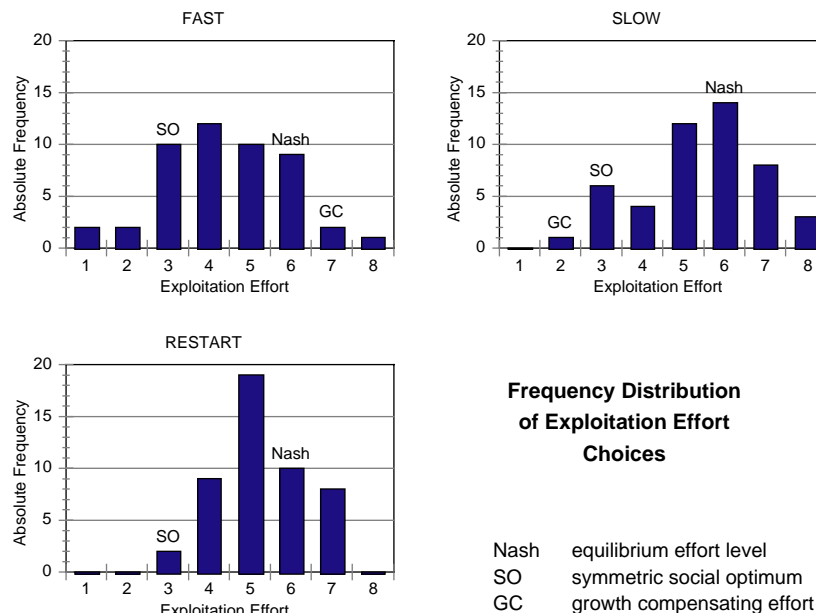 FAST
20
15
10
5
0
Absolute Frequency
SO
Nash
GC
1 2 3 4 5 6 7 8
Exploitation Effort
SLOW
20
15
10
5
0
Absolute Frequency
GC
SO
Nash
1 2 3 4 5 6 7 8
Exploitation Effort
RESTART
20
15
10
5
0
Absolute Frequency
SO
Nash
1 2 3 4 5 6 7 8
Exploitation Effort
Frequency Distribution
of Exploitation Effort
Choices
Nash equilibrium effort level
SO symmetric social optimum
GC growth compensating effort